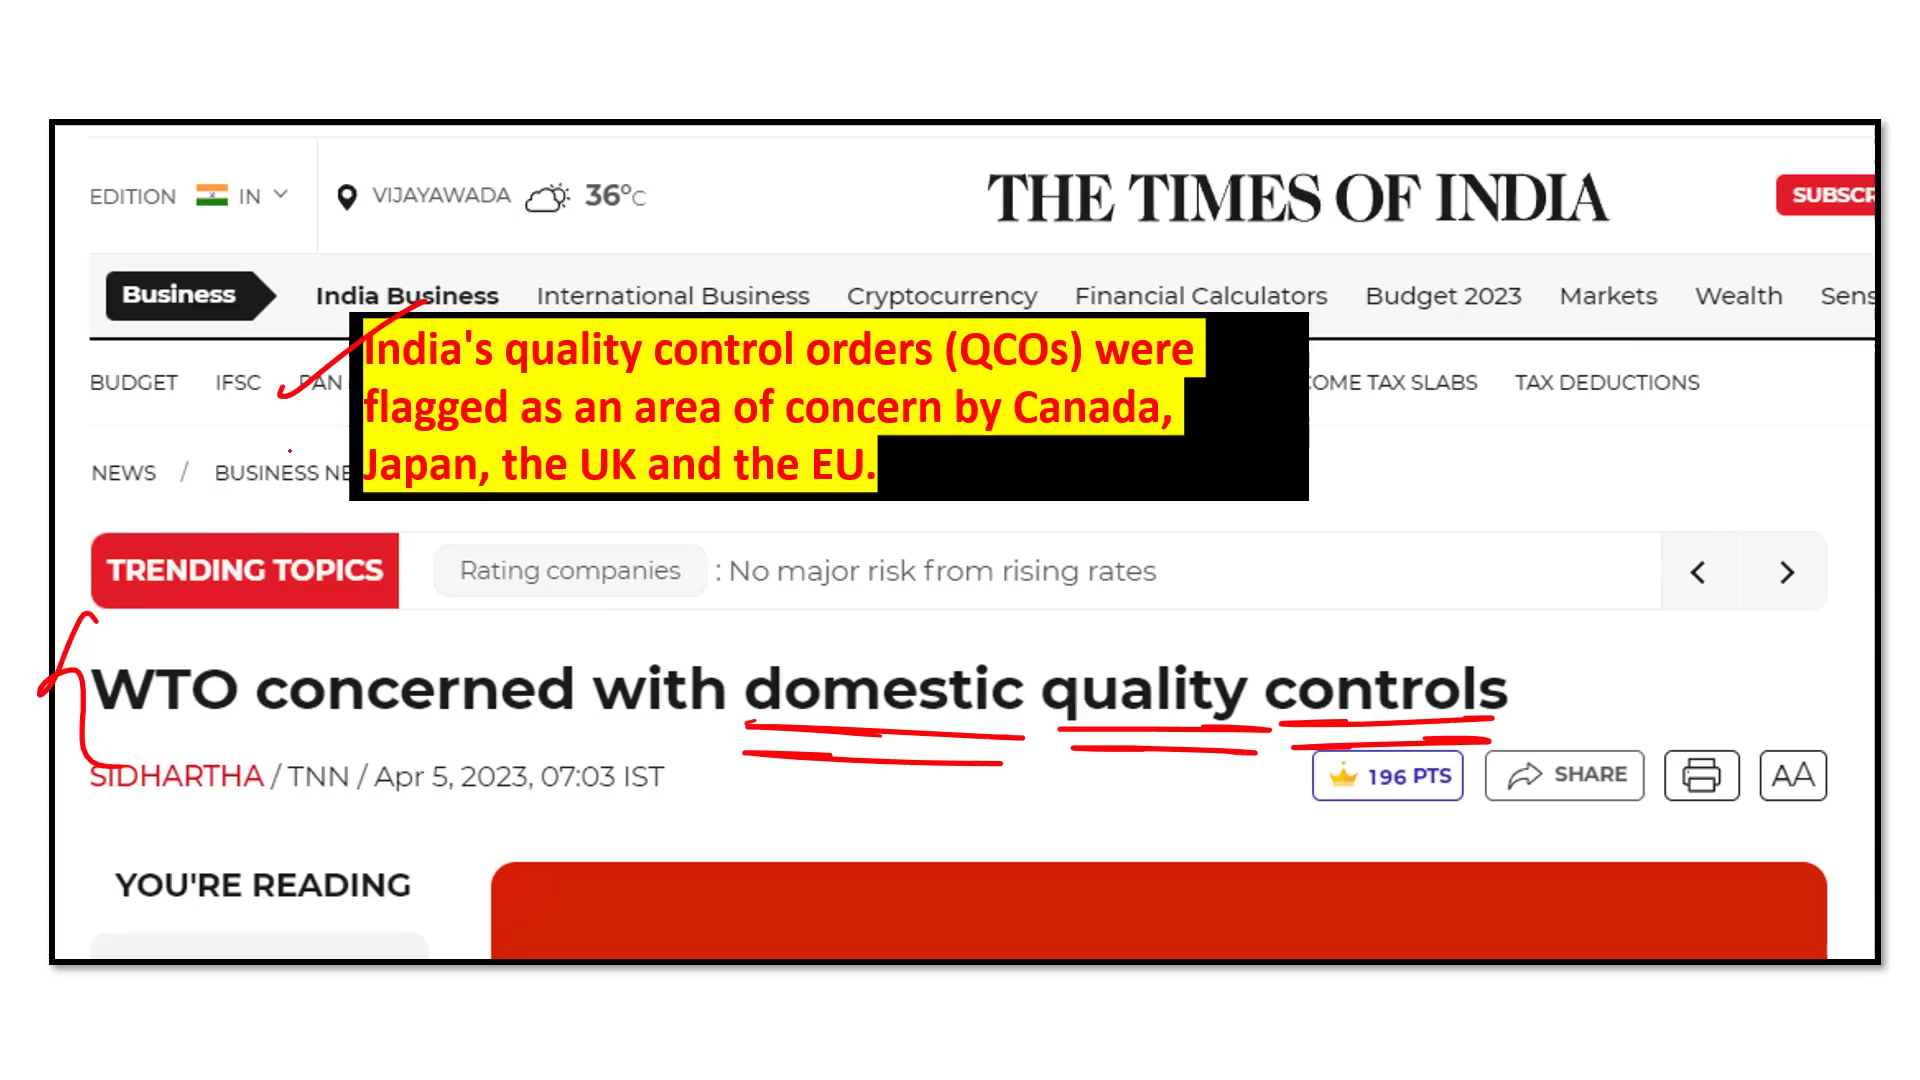 EDITION IN VIJAYAWADA 36°C
THE TIMES OF INDIA
Business India Business International Business Cryptocurrency Financial Calculators Budget 2023 Markets Wealth
India's quality control orders (QCOs) were
flagged as an area of concern by Canada,
Japan, the UK and the EU.
BUDGET IFSC PAN TAX SLABS TAX DEDUCTIONS
NEWS / BUSINESS
TRENDING TOPICS Rating companies : No major risk from rising rates
WTO concerned with domestic quality controls
SIDHARTHA / TNN / Apr 5, 2023, 07:03 IST
196 PTS SHARE AA
YOU'RE READING